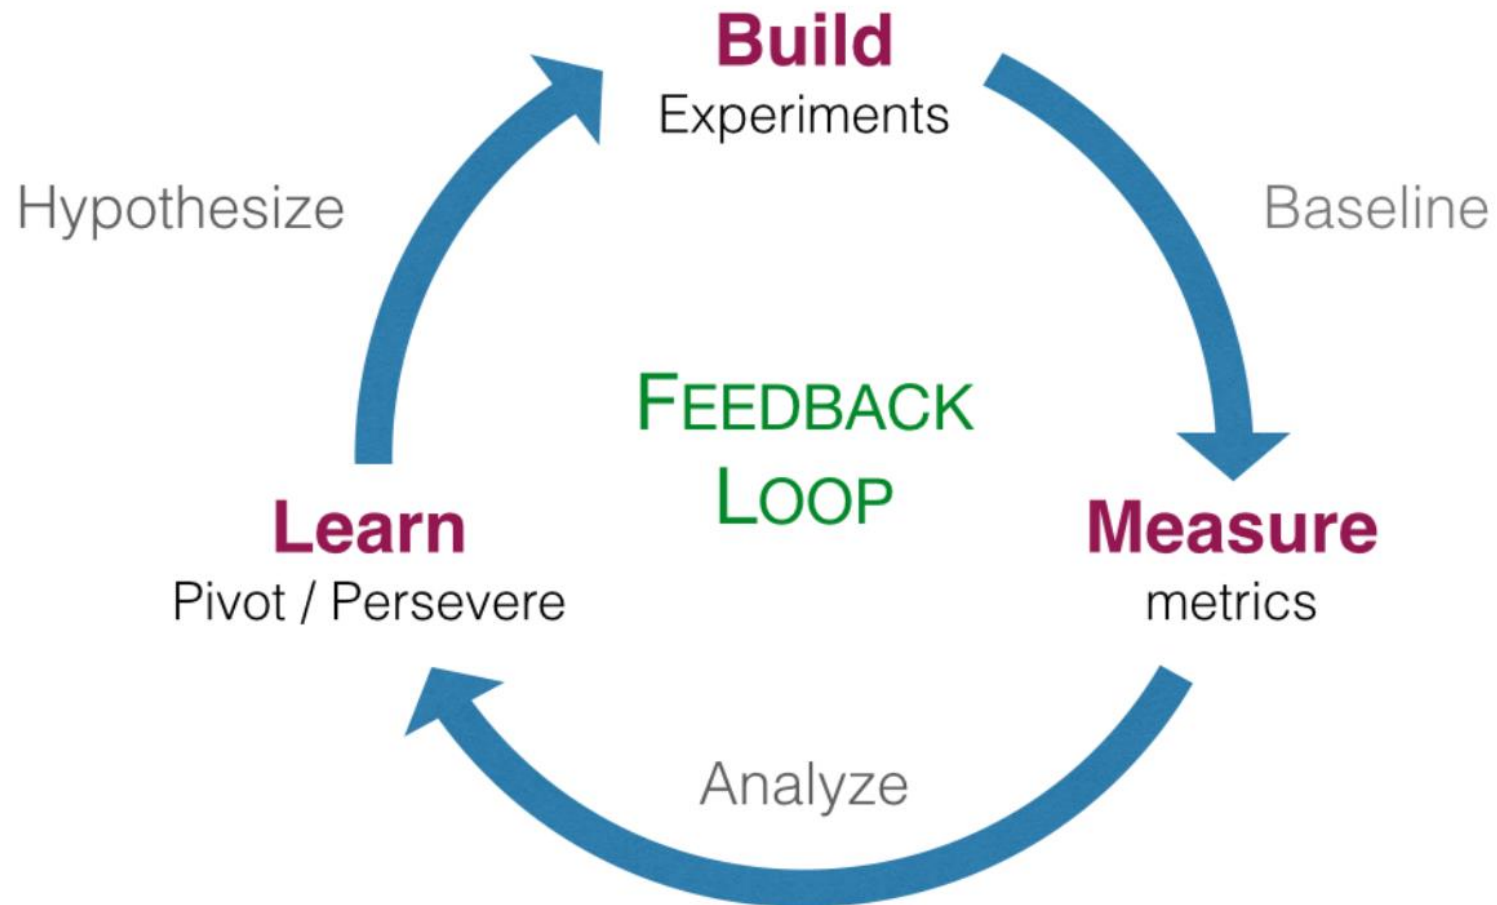 Build
Experiments
Hypothesize
Baseline
FEEDBACK
LOOP
Learn
Pivot / Persevere
Measure
metrics
Analyze